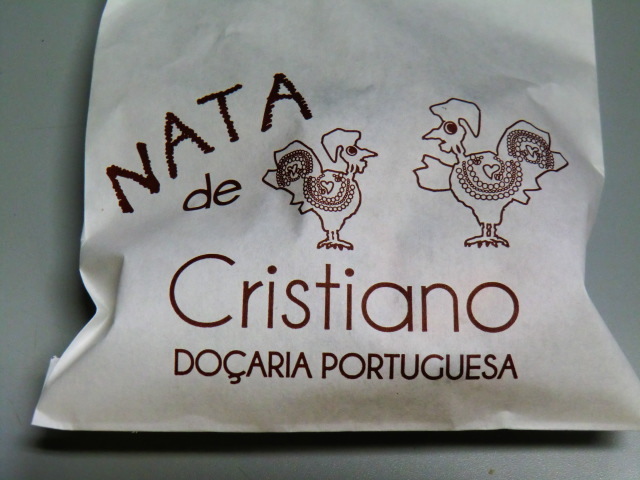 NATA
de
Cristiano
DOÇARIA PORTUGUESA